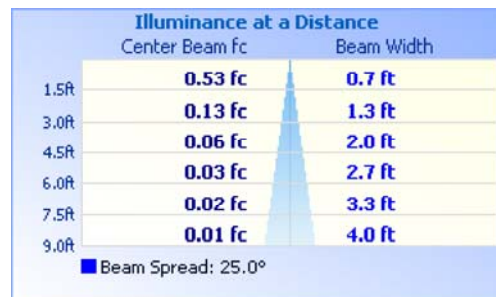 Illuminance at a Distance
Center Beam fc Beam Width
1.5ft 0.53 fc 0.7 ft
3.0ft 0.13 fc 1.3 ft
4.5ft 0.06 fc 2.0 ft
6.0ft 0.03 fc 2.7 ft
7.5ft 0.02 fc 3.3 ft
9.0ft 0.01 fc 4.0 ft
Beam Spread: 25.0º